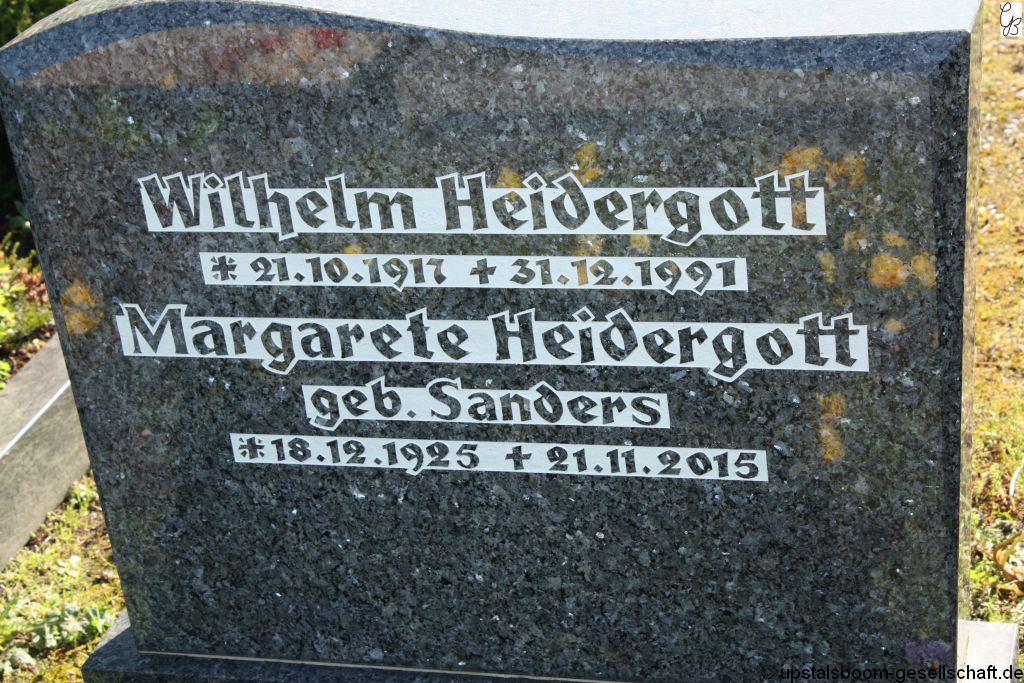 Wilhelm Heidergott
* 21.10.1917 + 31.12.1991
Margarete Heidergott
geb. Sanders
* 18.12.1925 + 21.11.2015
© upstalsboom-gesellschaft.de
GB